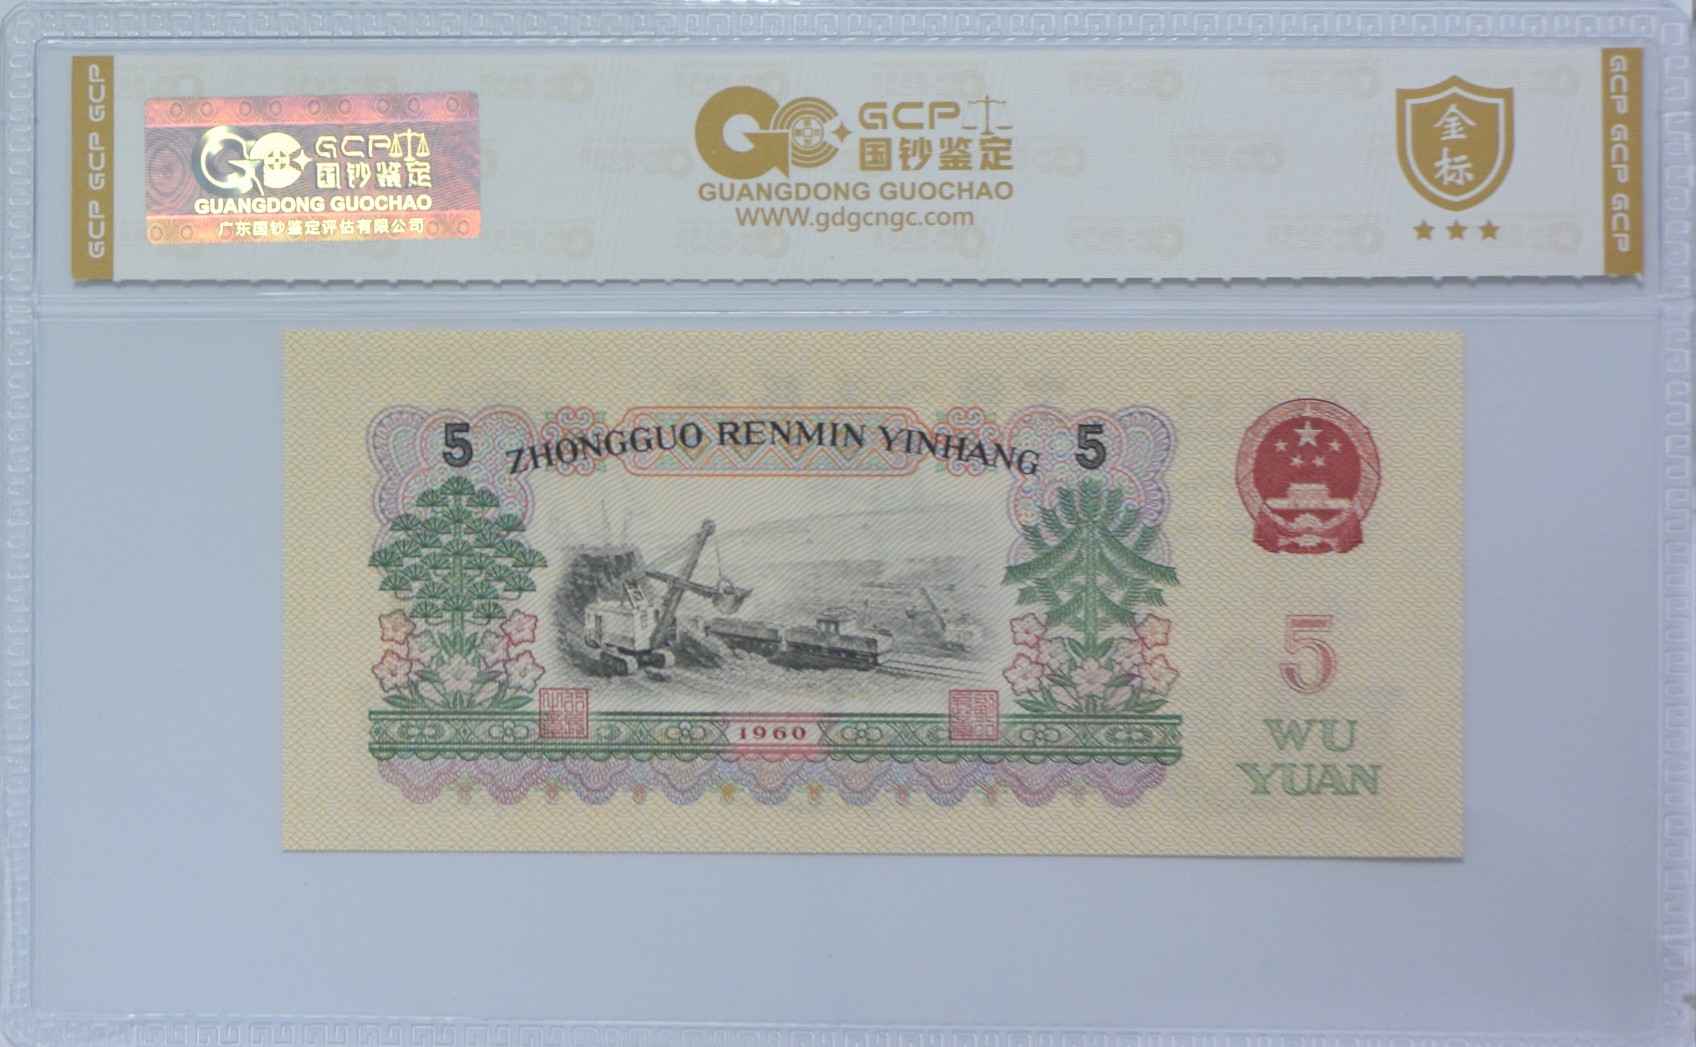 GCP GCP GCP
GCP
国钞鉴定
GUANGDONG GUOCHAO
广东国钞鉴定评估有限公司
GCP
国钞鉴定
GUANGDONG GUOCHAO
WWW.gdgcngc.com
金
标
GCP GCP GCP
5 ZHONGGUO RENMIN YINHANG 5
5
1960
WU
YUAN